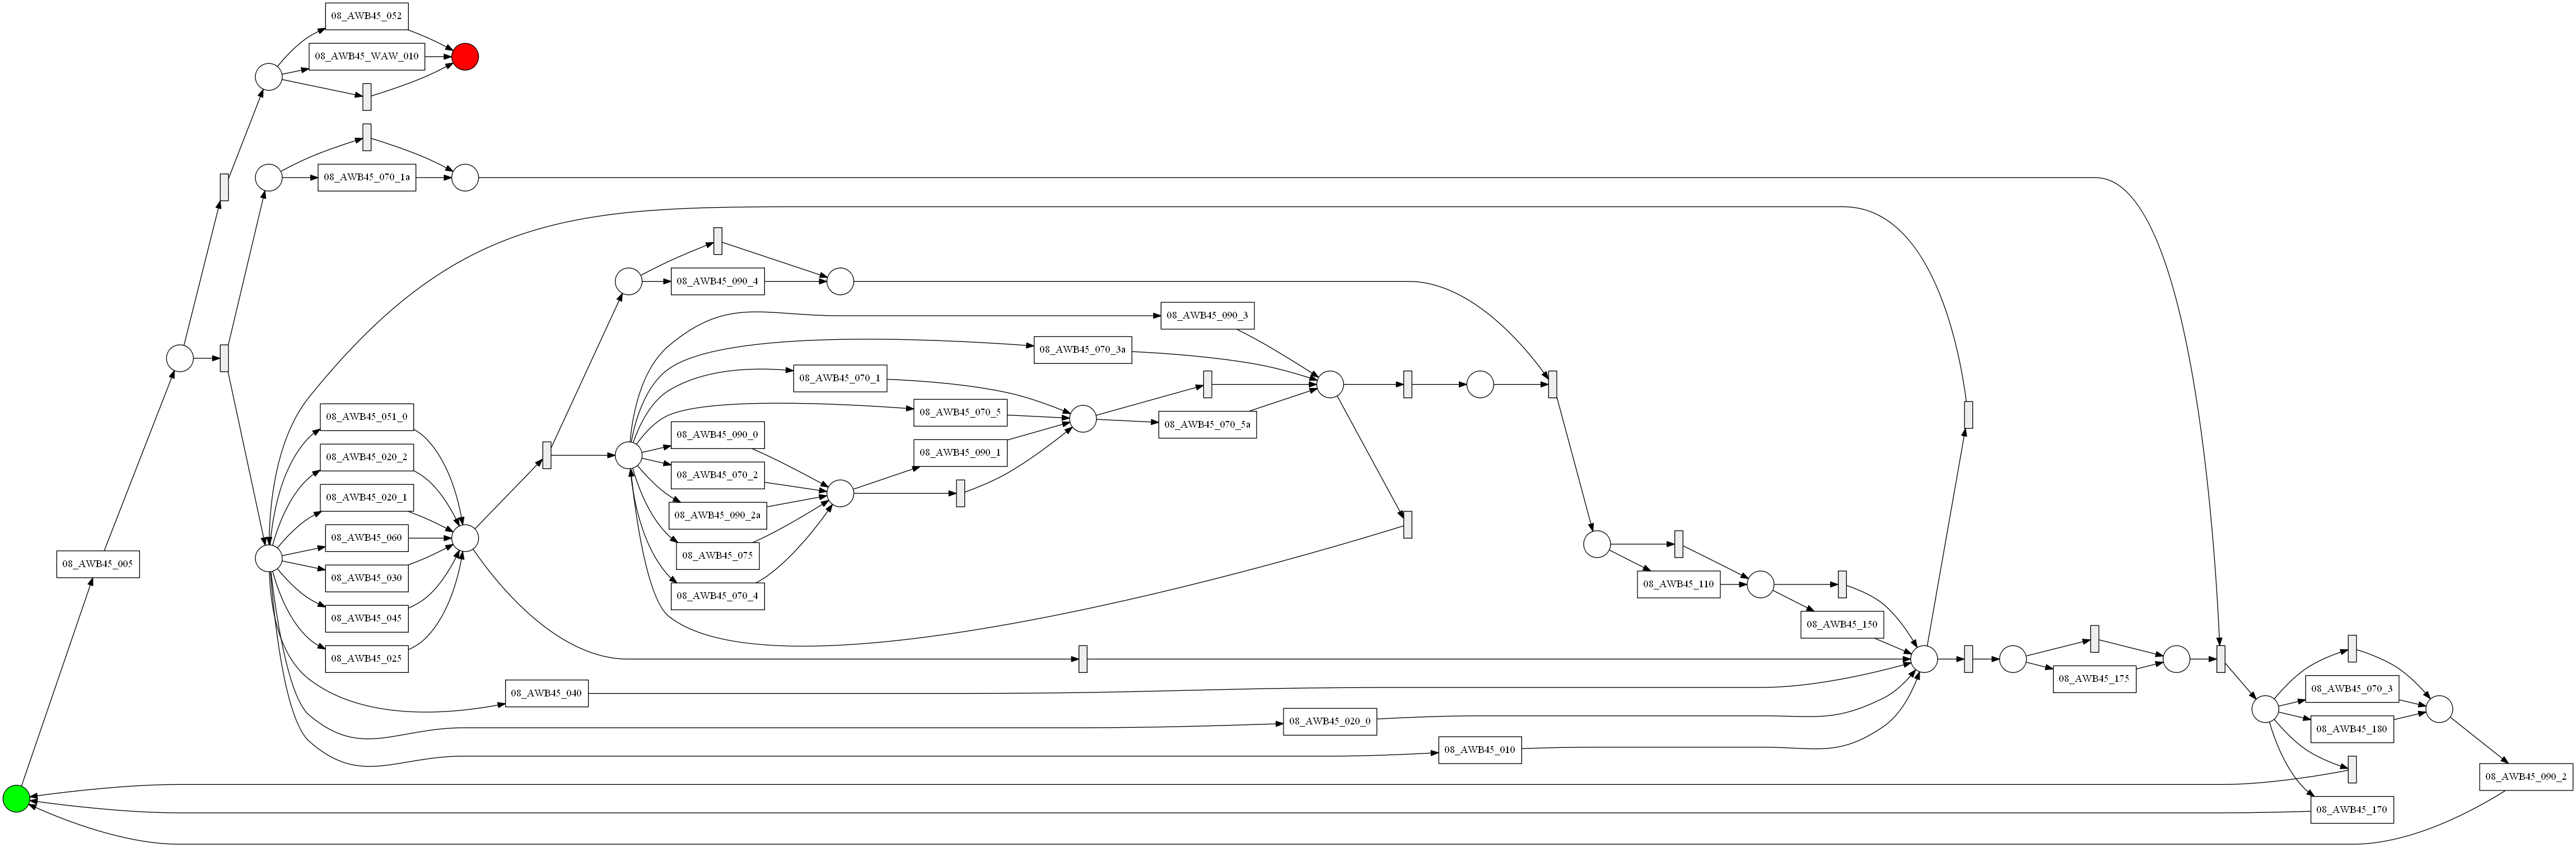 08_AWB45_052
08_AWB45_WAW_010
08_AWB45_070_1a
08_AWB45_090_4
08_AWB45_090_3
08_AWB45_070_3a
08_AWB45_070_1
08_AWB45_070_5
08_AWB45_051_0
08_AWB45_070_5a
08_AWB45_090_0
08_AWB45_090_1
08_AWB45_020_2
08_AWB45_070_2
08_AWB45_020_1
08_AWB45_090_2a
08_AWB45_060
08_AWB45_075
08_AWB45_005
08_AWB45_030
08_AWB45_070_4
08_AWB45_110
08_AWB45_045
08_AWB45_150
08_AWB45_025
08_AWB45_175
08_AWB45_040
08_AWB45_070_3
08_AWB45_020_0
08_AWB45_180
08_AWB45_010
08_AWB45_090_2
08_AWB45_170